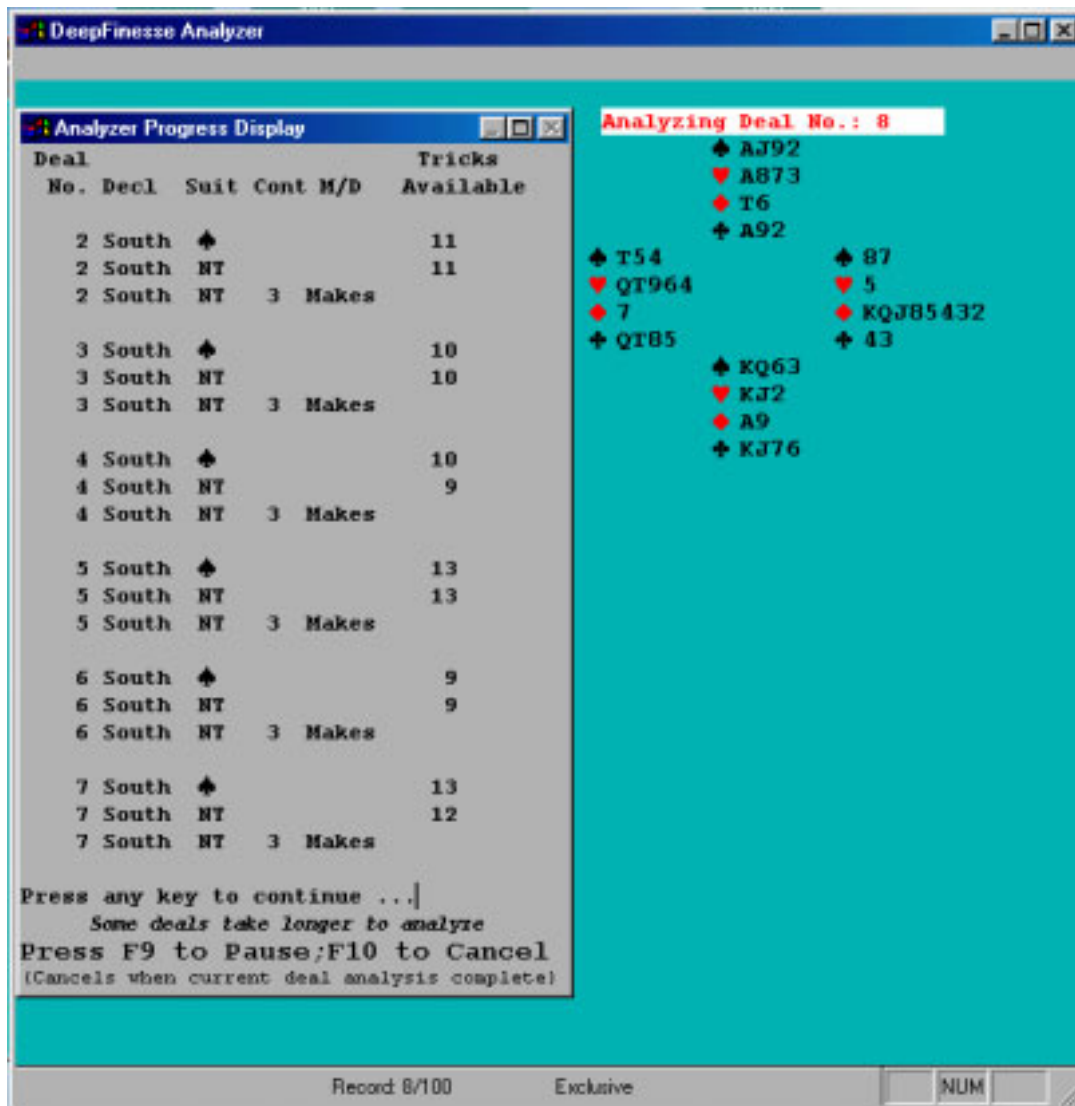 DeepFinesse Analyzer
Analyzer Progress Display
Deal Tricks
No. Decl Suit Cont M/D Available
2 South ♠ 11
2 South NT 11
2 South NT 3 Makes
3 South ♠ 10
3 South NT 10
3 South NT 3 Makes
4 South ♠ 10
4 South NT 9
4 South NT 3 Makes
5 South ♠ 13
5 South NT 13
5 South NT 3 Makes
6 South ♠ 9
6 South NT 9
6 South NT 3 Makes
7 South ♠ 13
7 South NT 12
7 South NT 3 Makes
Press any key to continue ...
Some deals take longer to analyze
Press F9 to Pause;F10 to Cancel
(Cancels when current deal analysis complete)
Analyzing Deal No.: 8
♠ AJ92
♥ A873
♦ T6
♣ A92
♠ T54 ♠ 87
♥ QT964 ♥ 5
♦ 7 ♦ KQJ85432
♣ QT85 ♣ 43
♠ KQ63
♥ KJ2
♦ A9
♣ KJ76
Record: 8/100 Exclusive NUM